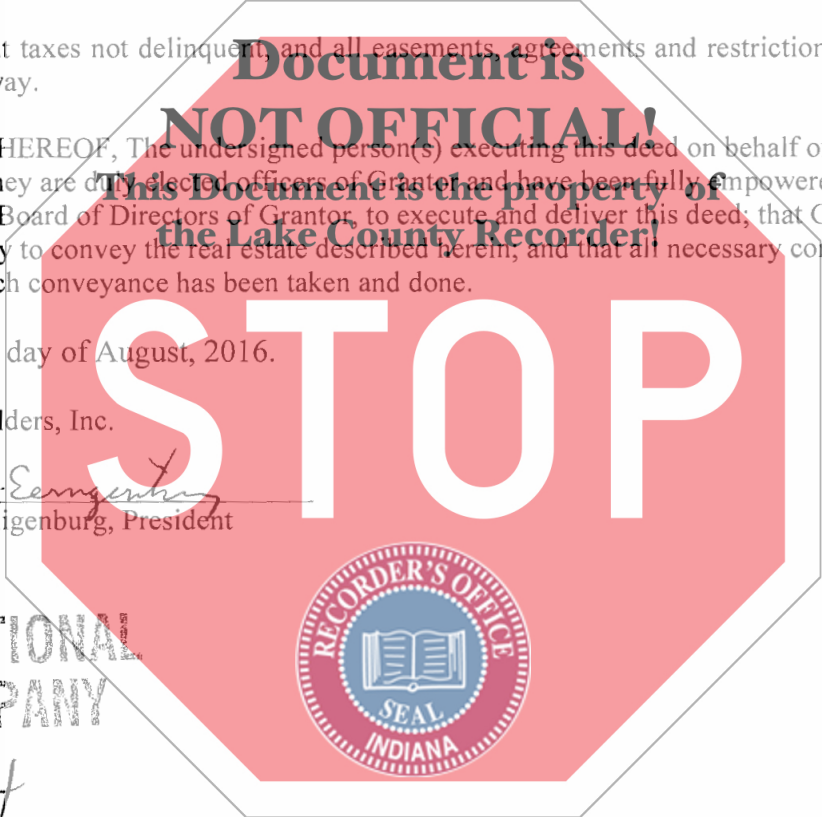 t taxes not delinquent, and all easements, agreements and restriction
ay.
Document is
NOT OFFICIAL!
HEREOF, The undersigned person(s) executing this deed on behalf o
This Document is the property of
ey are duly elected officers of Grantor and have been fully empowere
Board of Directors of Grantor, to execute and deliver this deed; that
the Lake County Recorder!
y to convey the real estate described herein; and that all necessary co
h conveyance has been taken and done.
STOP
day of August, 2016.
lders, Inc.
igenburg, President
RECORDER'S OFFICE
SEAL
INDIANA
IONAL
PANY